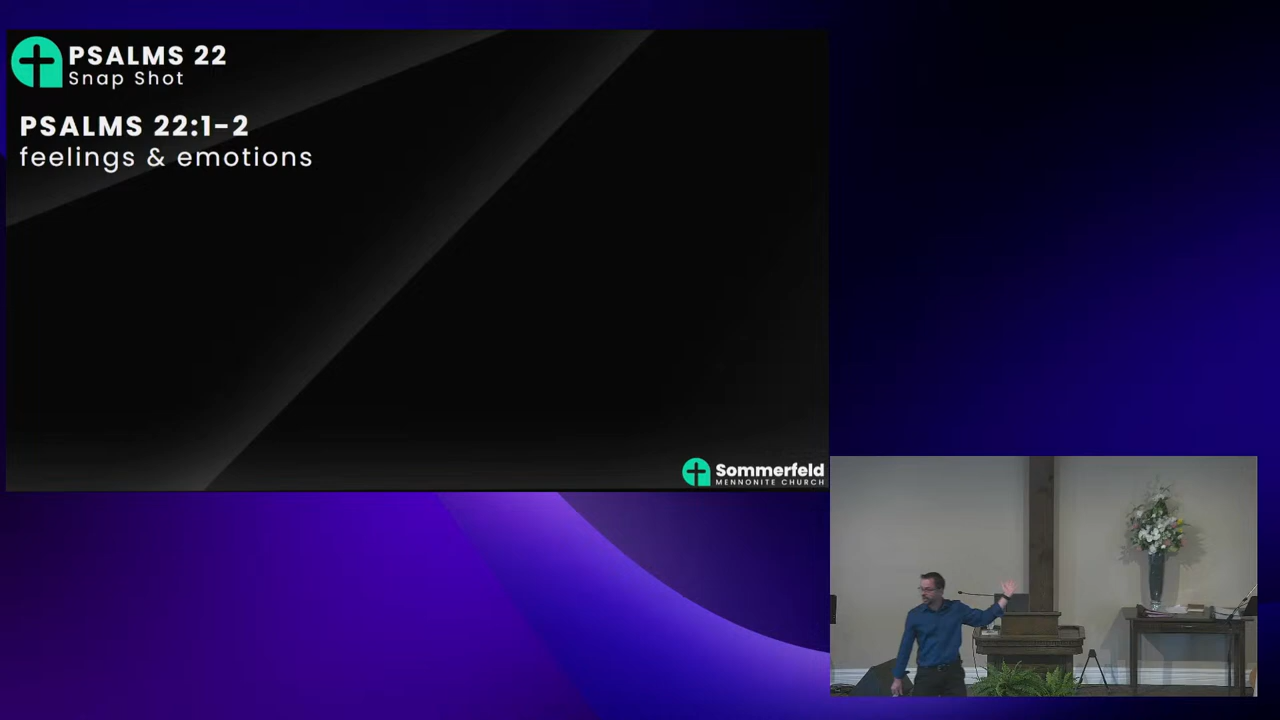 PSALMS 22
Snap Shot
PSALMS 22:1-2
feelings & emotions
Sommerfeld
MENNONITE CHURCH